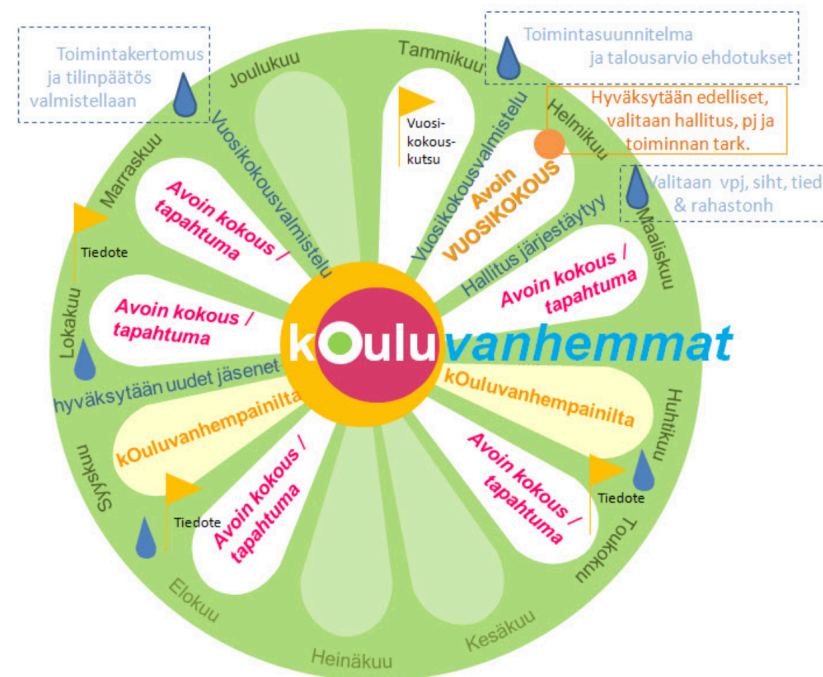 Toimintakertomus
ja tilinpäätös
valmistellaan
Joulukuu
Tammikuu
Toimintasuunnitelma
ja talousarvio ehdotukset
Hyväksytään edelliset,
valitaan hallitus, pj ja
toiminnan tark.
Helmikuu
Vuosi-
kokous-
kutsu
Vuosikokousvalmistelu
Avoin
VUOSIKOKOUS
Valitaan vpj, siht, tied
& rahastonh
Maaliskuu
Hallitus järjestäytyy
Avoin kokous /
tapahtuma
Marraskuu
Vuosikokousvalmistelu
Avoin kokous /
tapahtuma
Tiedote
Lokakuu
Avoin kokous /
tapahtuma
kOuluvanhemmat
hyväksytään uudet jäsenet
kOuluvanhempainilta
Huhtikuu
Syyskuu
kOuluvanhempainilta
Avoin kokous /
tapahtuma
Tiedote
Toukokuu
Tiedote
Avoin kokous /
tapahtuma
Elokuu
Heinäkuu
Kesäkuu